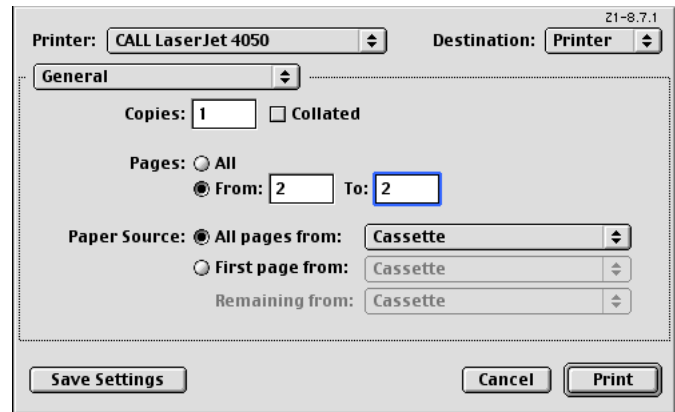 Z1-8.7.1
Printer: CALL LaserJet 4050 Destination: Printer
General
Copies: 1 Collated
Pages: All
From: 2 To: 2
Paper Source: All pages from: Cassette
First page from: Cassette
Remaining from: Cassette
Save Settings Cancel Print